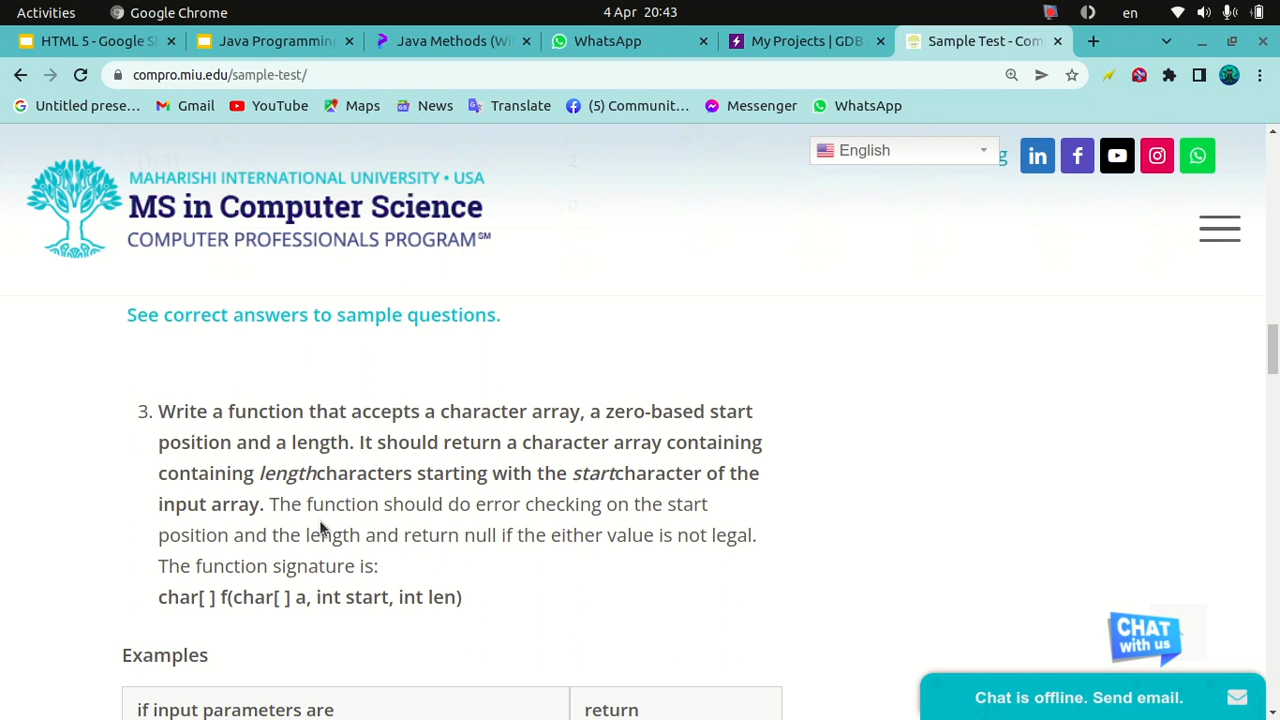 Activities
Google Chrome
4 Apr 20:43
en
HTML 5 - Google Sl
Java Programming
Java Methods (Wit
WhatsApp
My Projects | GDB
Sample Test - Com
compro.miu.edu/sample-test/
Untitled prese...
Gmail
YouTube
Maps
News
Translate
(5) Communit...
Messenger
WhatsApp
{1, 1}
2
0
English
g
MAHARISHI INTERNATIONAL UNIVERSITY • USA
MS in Computer Science
COMPUTER PROFESSIONALS PROGRAM℠
See correct answers to sample questions.
3. Write a function that accepts a character array, a zero-based start
position and a length. It should return a character array containing
containing lengthcharacters starting with the startcharacter of the
input array. The function should do error checking on the start
position and the length and return null if the either value is not legal.
The function signature is:
char[ ] f(char[ ] a, int start, int len)
Examples
if input parameters are
return
CHAT
with us
Chat is offline. Send email.